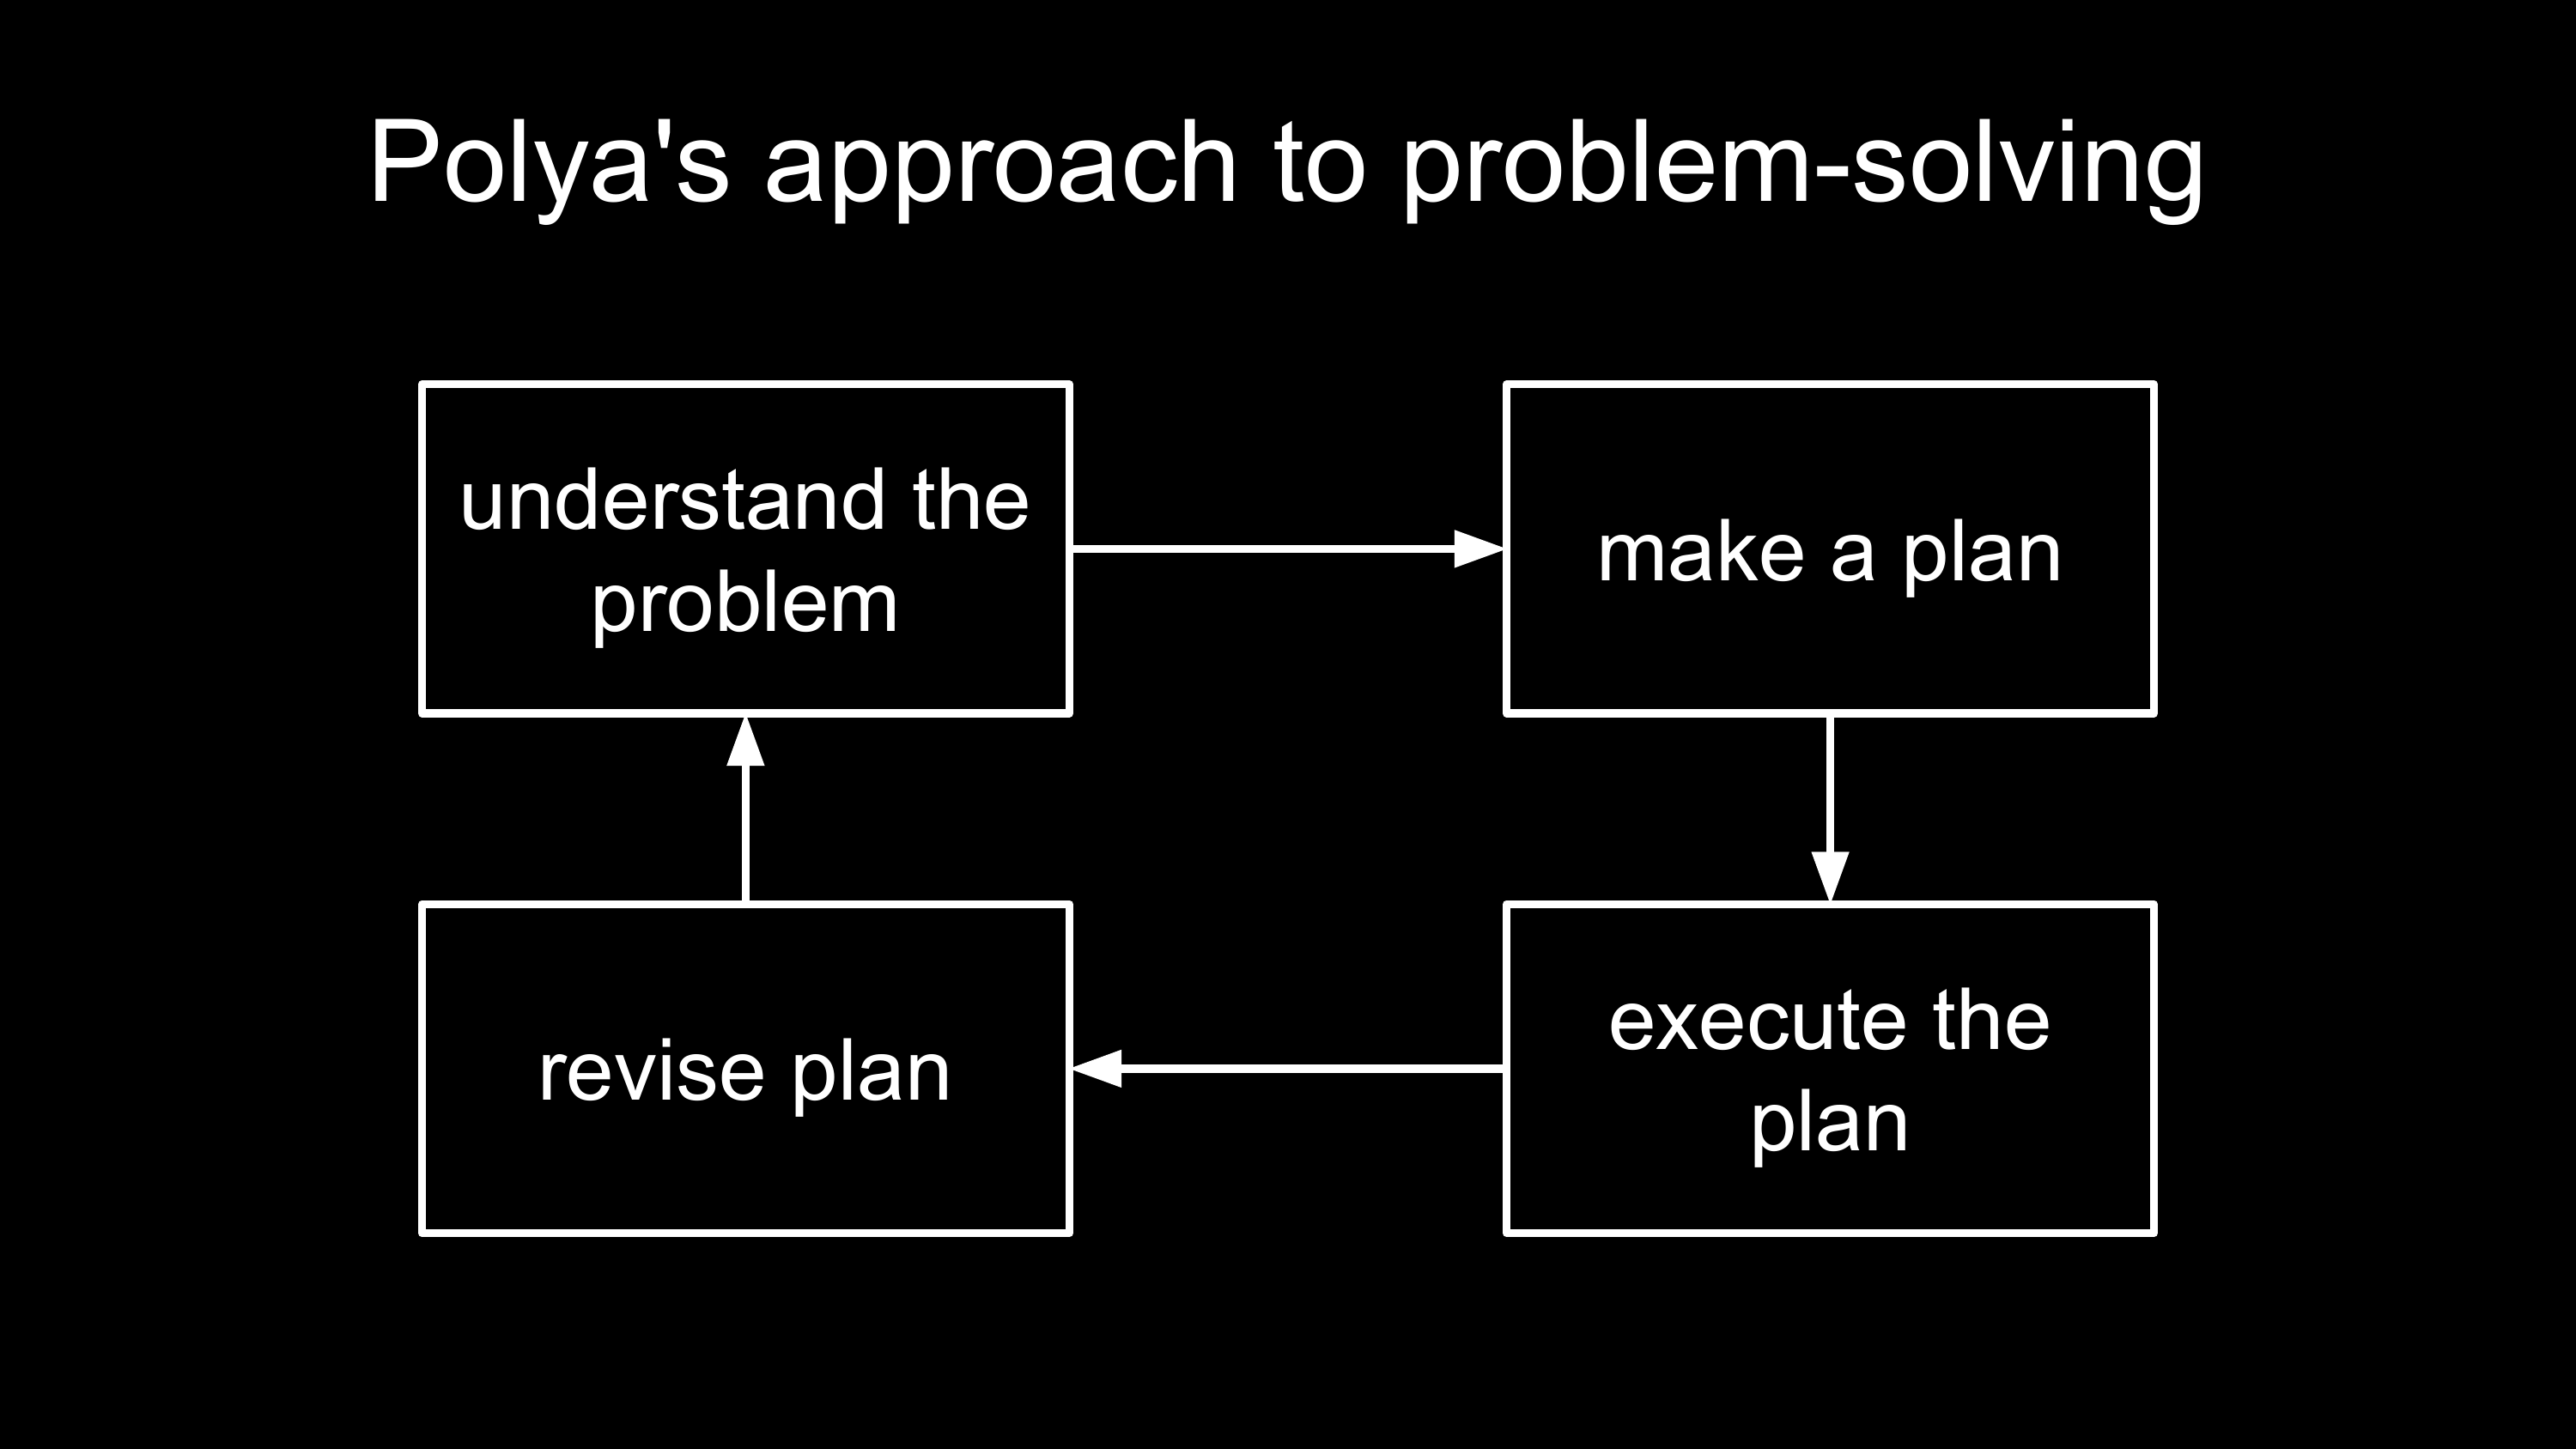 Polya's approach to problem-solving
understand the
problem
make a plan
execute the
plan
revise plan